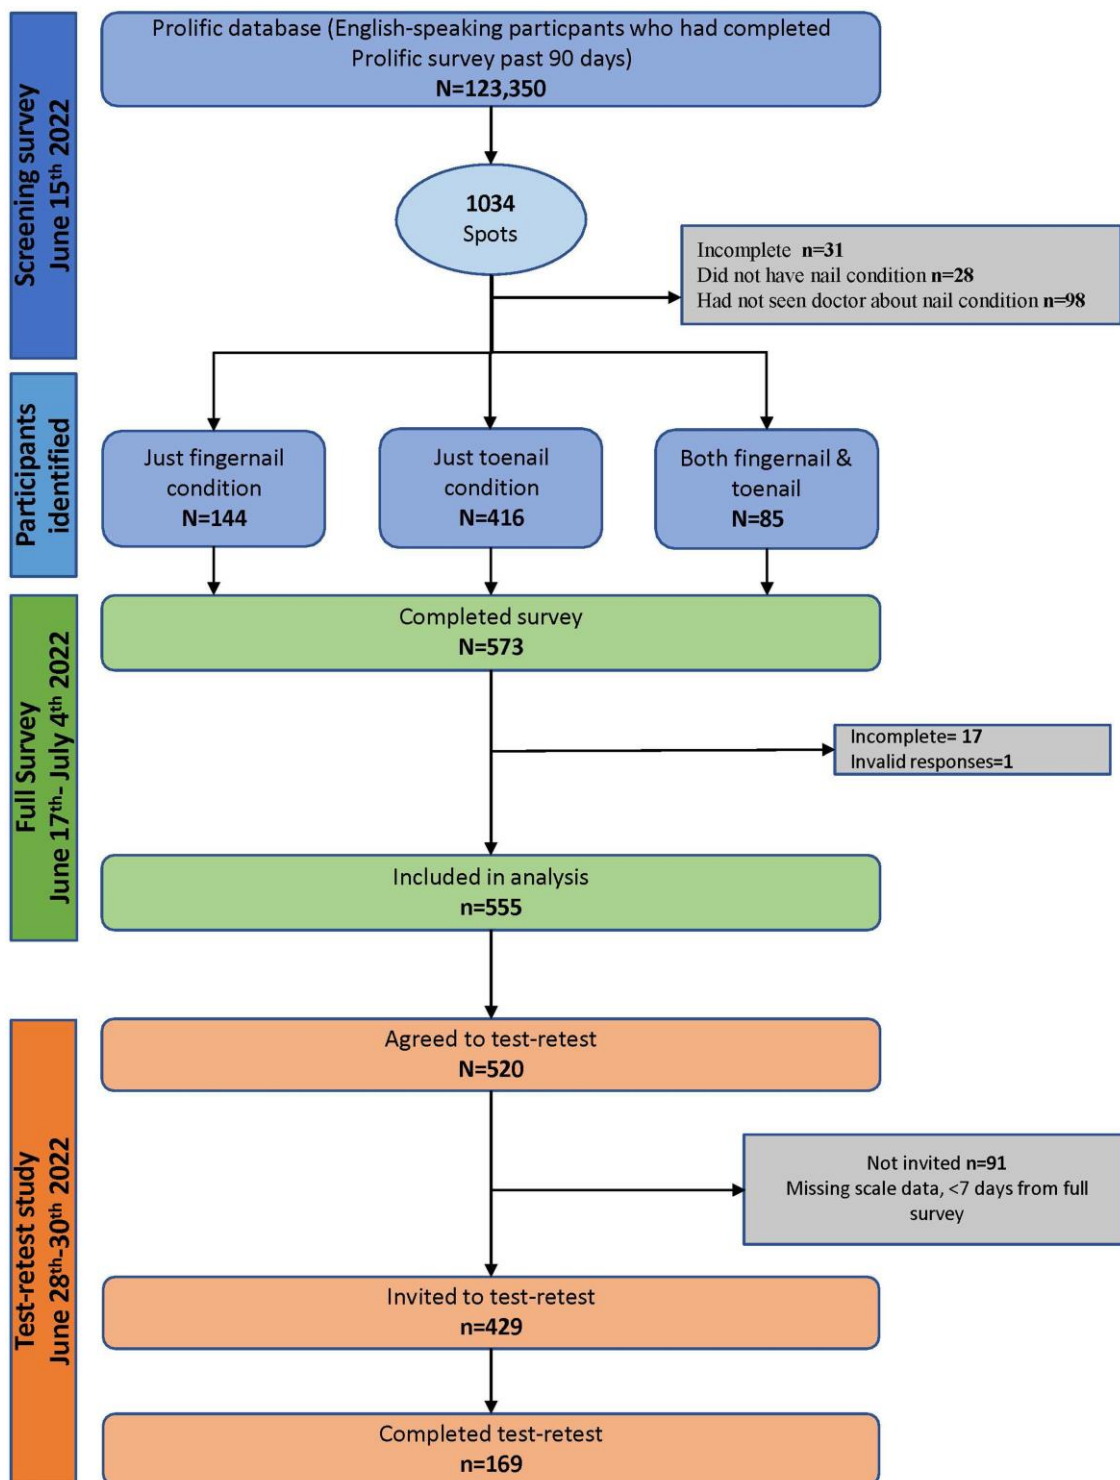 Screening survey
June 15th 2022
Prolific database (English-speaking partcipants who had completed
Prolific survey past 90 days)
N=123,350
1034
Spots
Incomplete n=31
Did not have nail condition n=28
Had not seen doctor about nail condition n=98
Participants
identified
Just fingernail
condition
N=144
Just toenail
condition
N=416
Both fingernail &
toenail
N=85
Full Survey
June 17th- July 4th 2022
Completed survey
N=573
Incomplete= 17
Invalid responses=1
Included in analysis
n=555
Test-retest study
June 28th-30th 2022
Agreed to test-retest
N=520
Not invited n=91
Missing scale data, <7 days from full
survey
Invited to test-retest
n=429
Completed test-retest
n=169